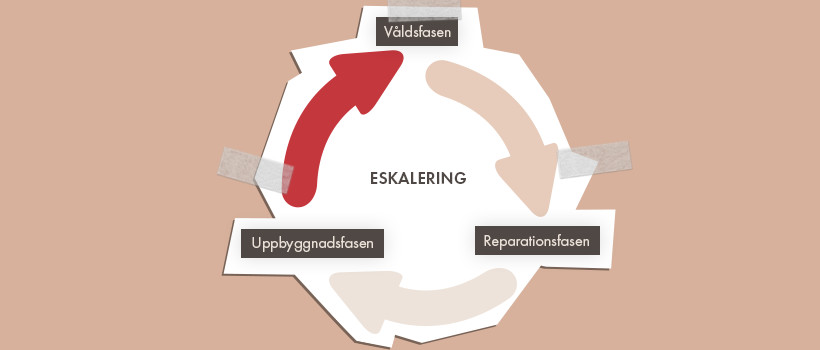 Våldsfasen
ESKALERING
Uppbyggnadsfasen
Reparationsfasen